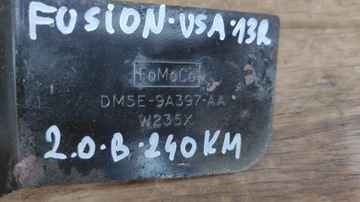 FUSION·USA·13R
FoMoCo
DM5E-9A397-AA
W235X
2.0·B·240KM